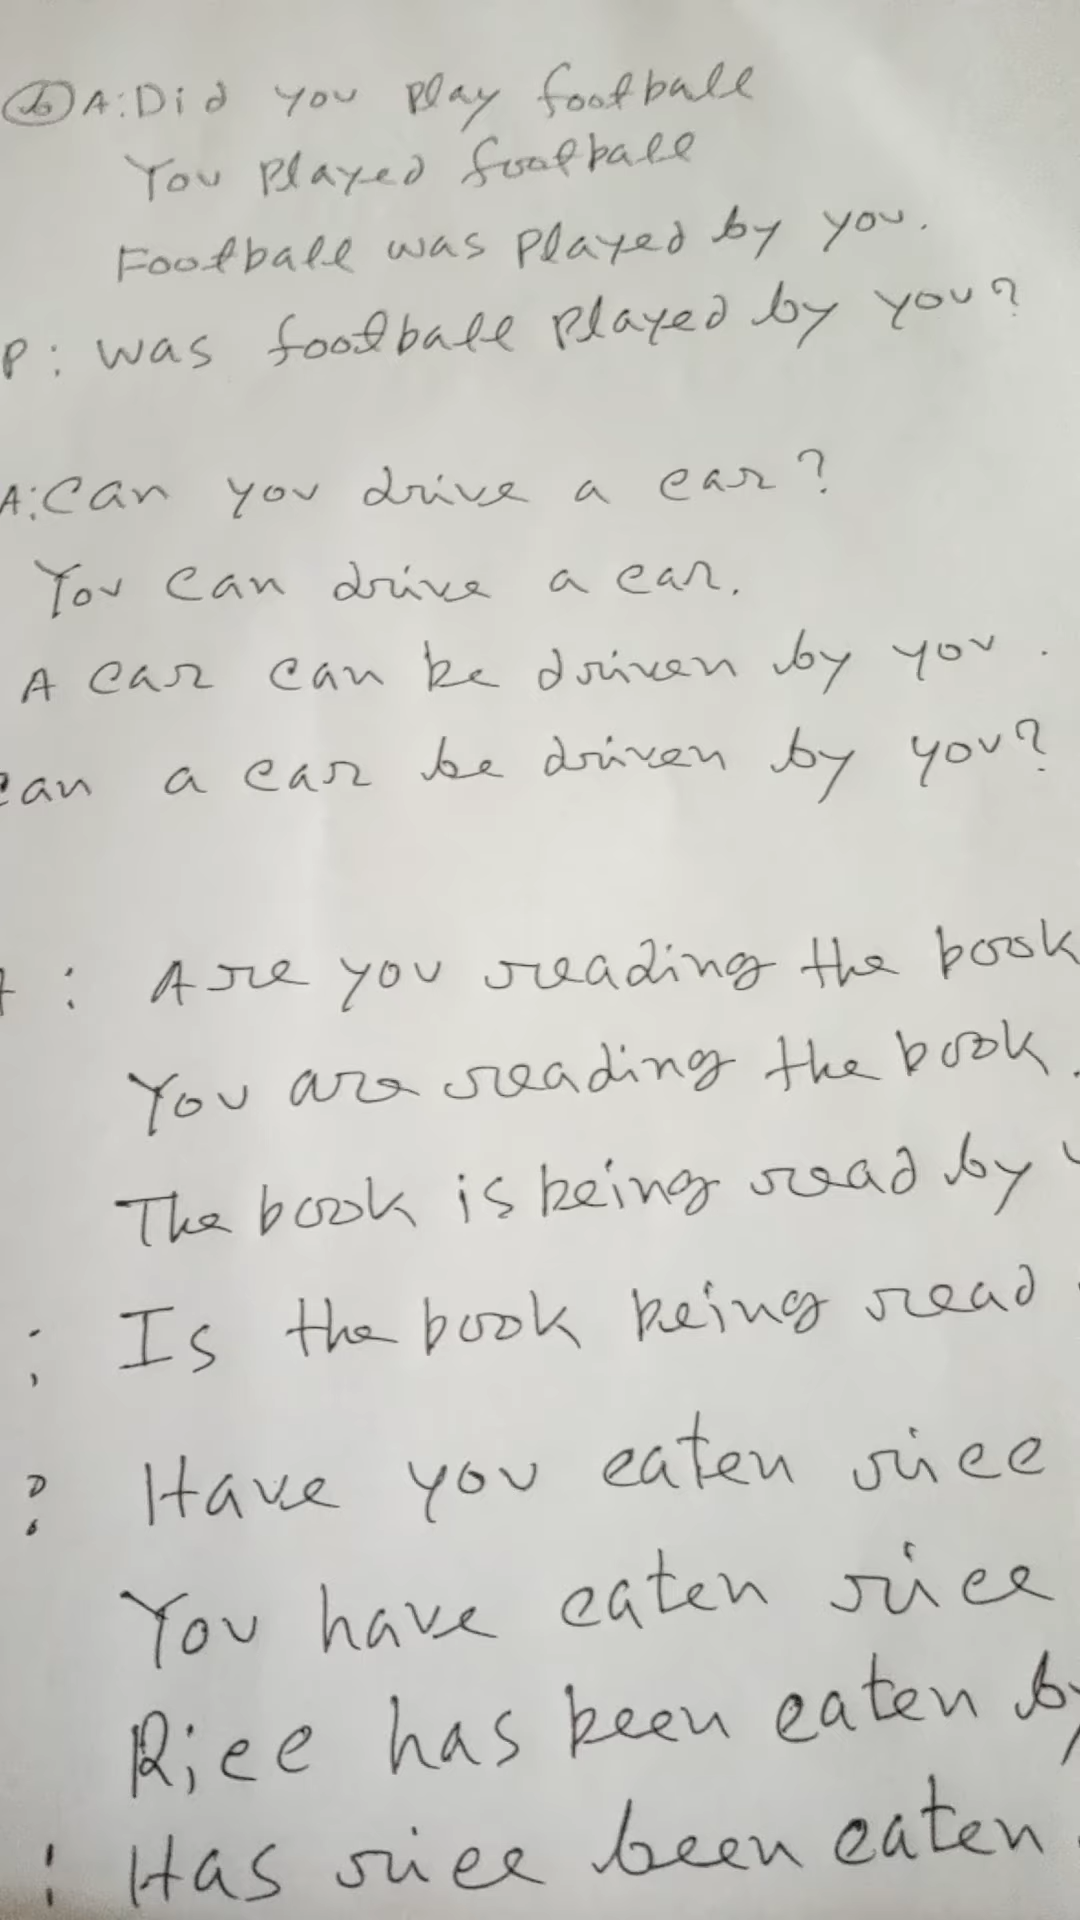 b A: Did you play football
You played football
Football was played by you.
P: was football played by you?
A: Can you drive a car?
You can drive a car.
A car can be driven by you.
can a car be driven by you?
: Are you reading the book
You are reading the book.
The book is being read by
: Is the book being read
: Have you eaten rice
You have eaten rice
Rice has been eaten by
: Has rice been eaten